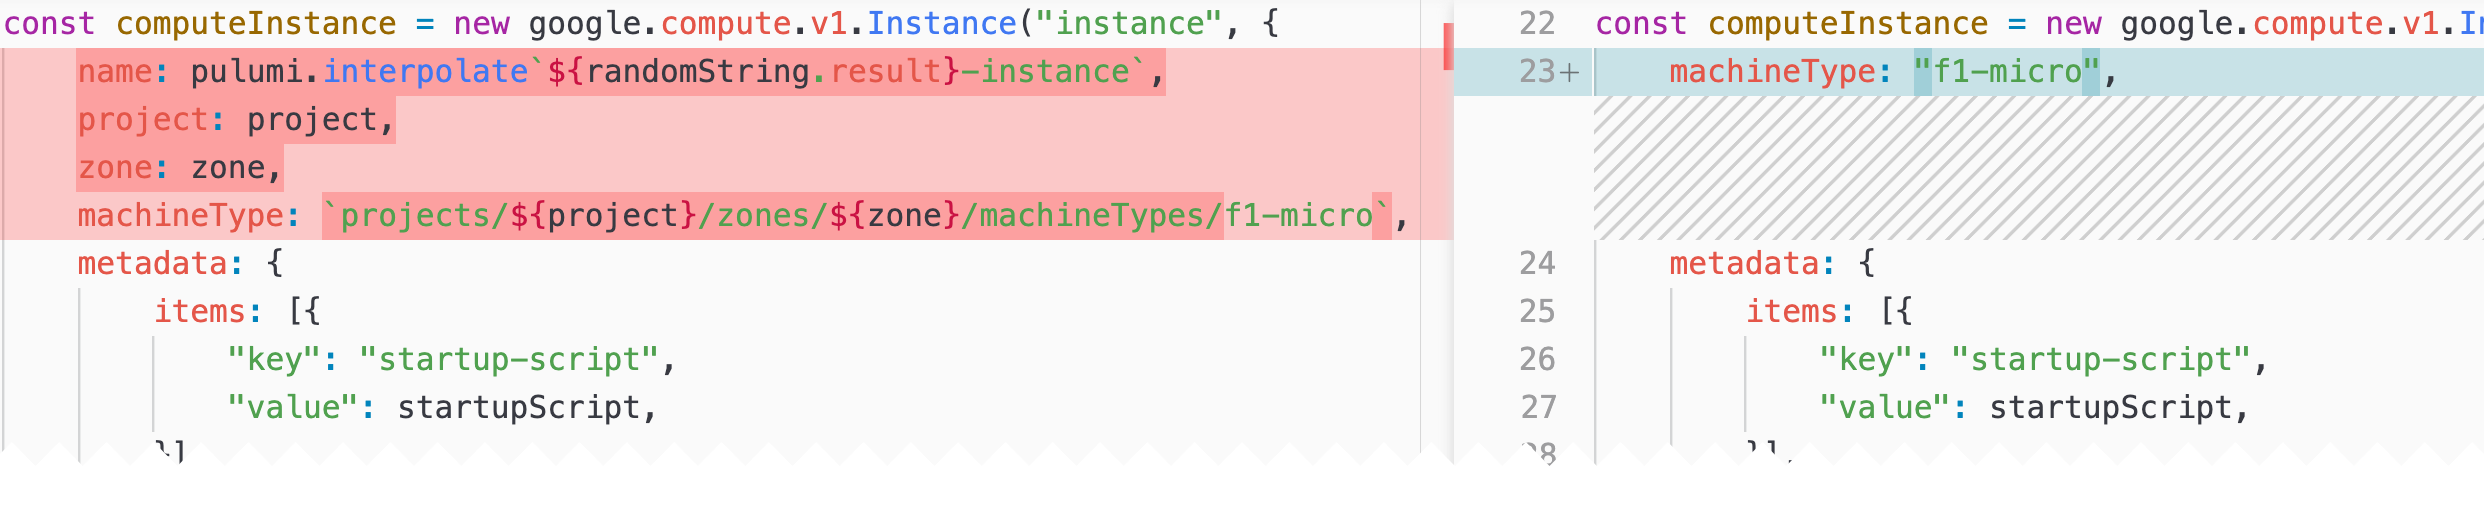 const computeInstance = new google.compute.v1.Instance("instance", {
name: pulumi.interpolate`${randomString.result}-instance`,
project: project,
zone: zone,
machineType: `projects/${project}/zones/${zone}/machineTypes/f1-micro`,
metadata: {
items: [{
"key": "startup-script",
"value": startupScript,
}]
22 const computeInstance = new google.compute.v1.In
23+ machineType: "f1-micro",
24 metadata: {
25 items: [{
26 "key": "startup-script",
27 "value": startupScript,
28 }],